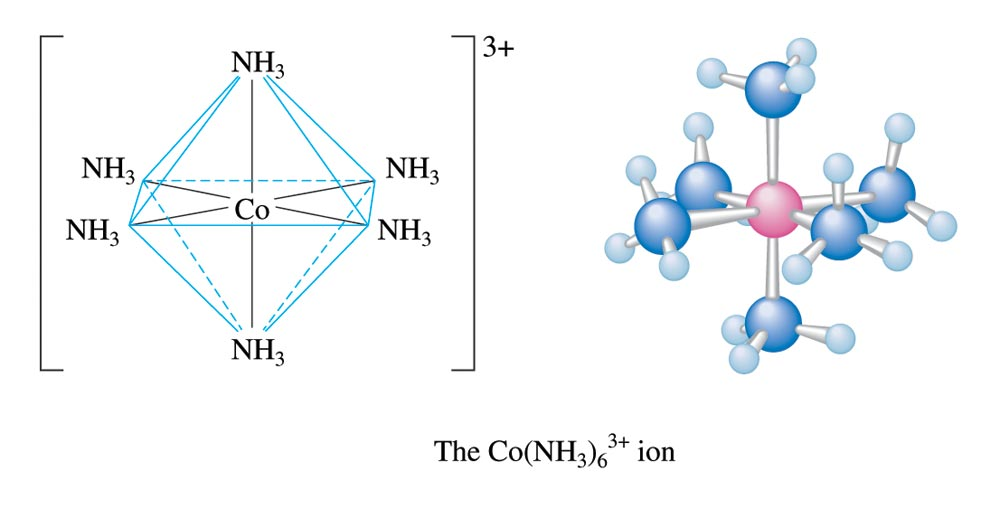 3+
NH₃
NH₃ NH₃
Co
NH₃ NH₃
NH₃
The Co(NH₃)₆³⁺ ion